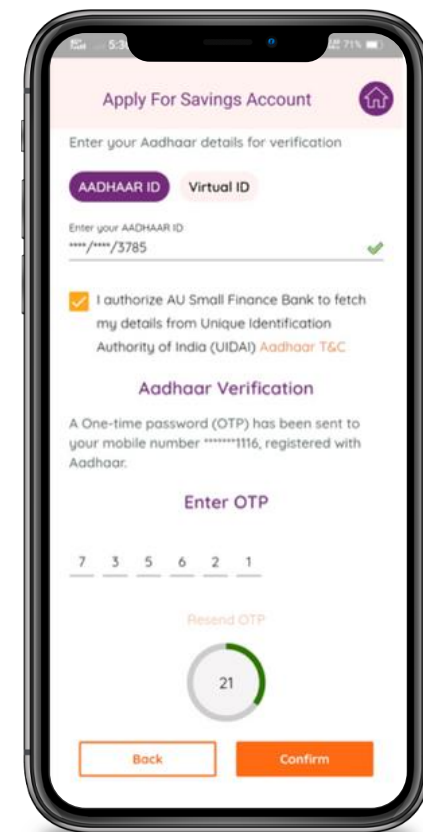 5:3
71%
Apply For Savings Account
Enter your Aadhaar details for verification
AADHAAR ID Virtual ID
Enter your AADHAAR ID
****/****/3785
I authorize AU Small Finance Bank to fetch
my details from Unique Identification
Authority of India (UIDAI) Aadhaar T&C
Aadhaar Verification
A One-time password (OTP) has been sent to
your mobile number *******1116, registered with
Aadhaar.
Enter OTP
7 3 5 6 2 1
Resend OTP
21
Back Confirm